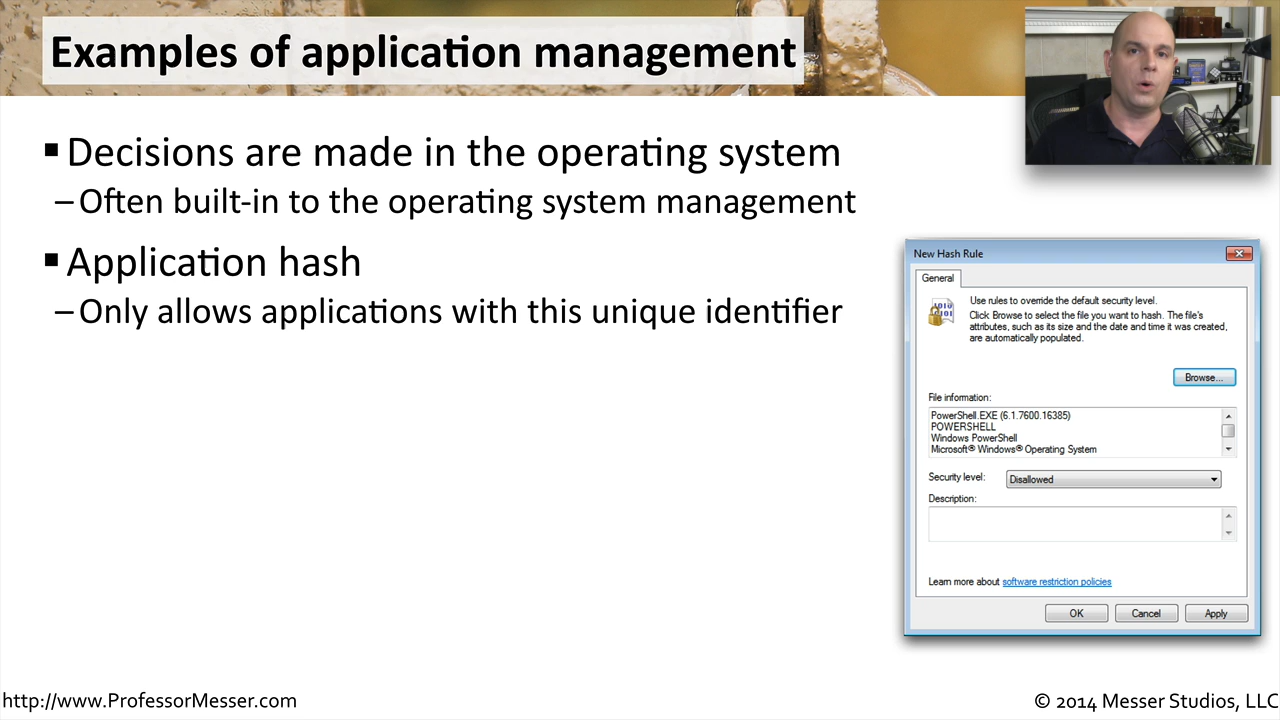 Examples of application management
▪ Decisions are made in the operating system
– Often built-in to the operating system management
▪ Application hash
– Only allows applications with this unique identifier
New Hash Rule
General
Use rules to override the default security level.
Click Browse to select the file you want to hash. The file's
attributes, such as its size and the date and time it was created,
are automatically populated.
Browse...
File information:
PowerShell.EXE (6.1.7600.16385)
POWERSHELL
Windows PowerShell
Microsoft® Windows® Operating System
Security level:
Disallowed
Description:
Learn more about software restriction policies
OK
Cancel
Apply
http://www.ProfessorMesser.com
© 2014 Messer Studios, LLC